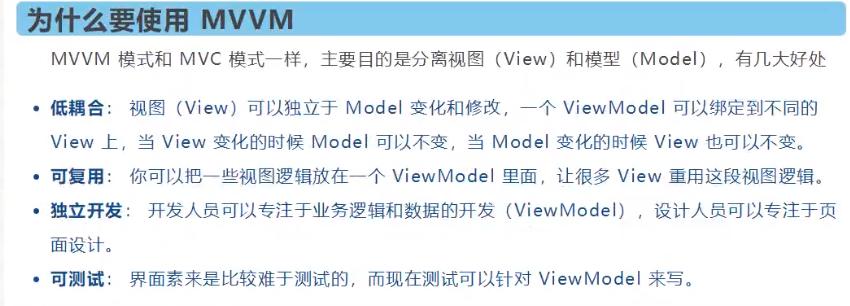 为什么要使用 MVVM
MVVM 模式和 MVC 模式一样，主要目的是分离视图（View）和模型（Model），有几大好处
• 低耦合： 视图（View）可以独立于 Model 变化和修改，一个 ViewModel 可以绑定到不同的
View 上，当 View 变化的时候 Model 可以不变，当 Model 变化的时候 View 也可以不变。
• 可复用： 你可以把一些视图逻辑放在一个 ViewModel 里面，让很多 View 重用这段视图逻辑。
• 独立开发： 开发人员可以专注于业务逻辑和数据的开发（ViewModel），设计人员可以专注于页
面设计。
• 可测试： 界面素来是比较难于测试的，而现在测试可以针对 ViewModel 来写。